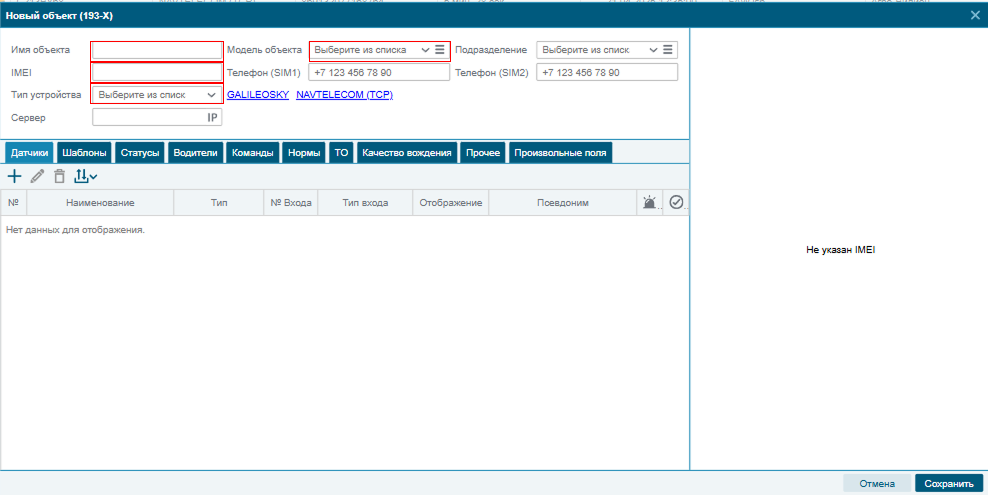 Новый объект (193-X)
Имя объекта Модель объекта Выберите из списка Подразделение Выберите из списк
IMEI Телефон (SIM1) +7 123 456 78 90 Телефон (SIM2) +7 123 456 78 90
Тип устройства Выберите из списк GALILEOSKY NAVTELECOM (TCP)
Сервер IP
Датчики Шаблоны Статусы Водители Команды Нормы ТО Качество вождения Прочее Произвольные поля
№ Наименование Тип № Входа Тип входа Отображение Псевдоним
Нет данных для отображения.
Не указан IMEI
Отмена Сохранить